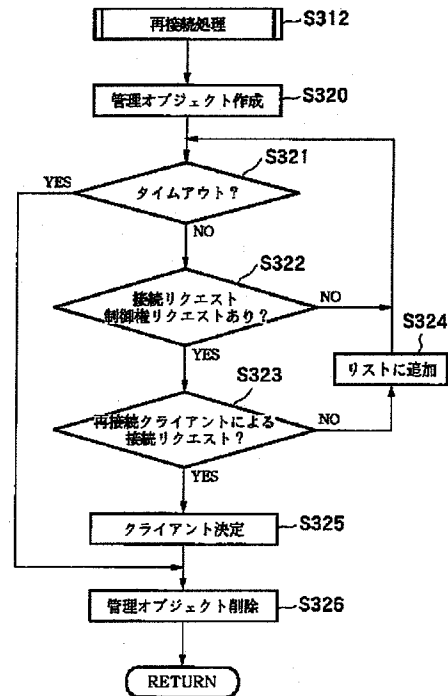 再接続処理
S312
管理オブジェクト作成
S320
S321
YES
タイムアウト?
NO
S322
接続リクエスト
制御権リクエストあり?
NO
S324
YES
リストに追加
S323
再接続クライアントによる
接続リクエスト?
NO
YES
クライアント決定
S325
管理オブジェクト削除
S326
RETURN